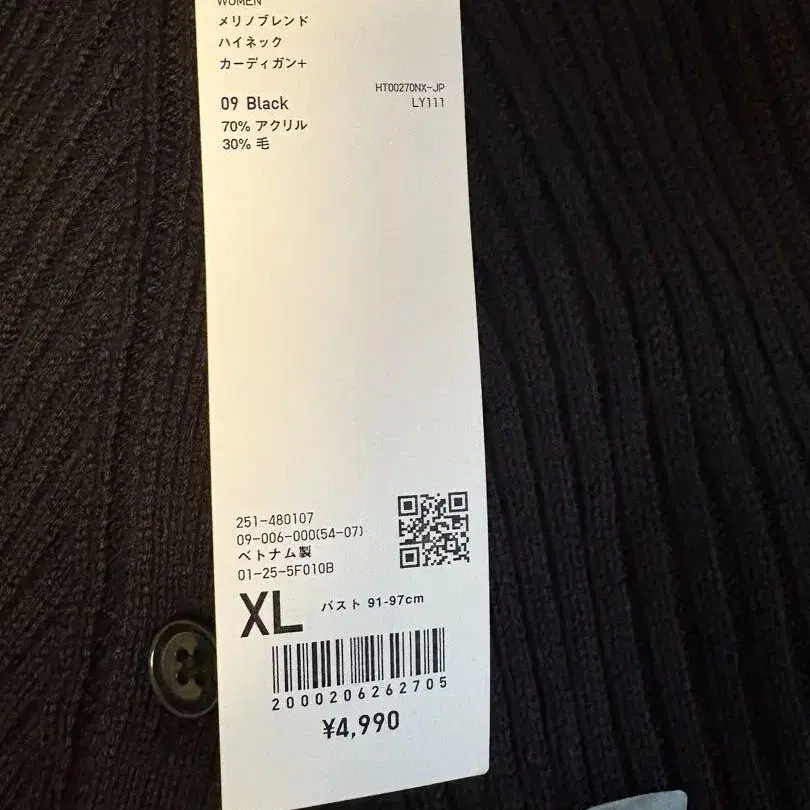 WOMEN
メリノブレンド
ハイネック
カーディガン+
HT00270NX-JP
LY111
09 Black
70% アクリル
30% 毛
251-480107
09-006-000(54-07)
ベトナム製
01-25-5F010B
XL バスト 91-97cm
2000206262705
¥4,990